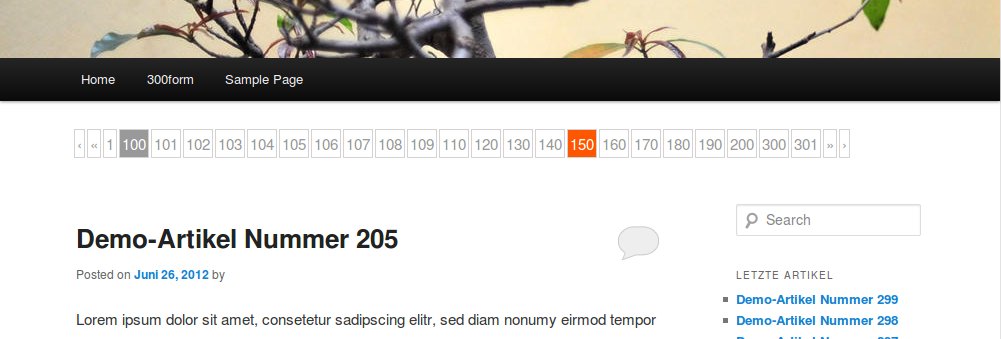 Home 300form Sample Page
‹ « 1 100 101 102 103 104 105 106 107 108 109 110 120 130 140 150 160 170 180 190 200 300 301 » ›
Search
Demo-Artikel Nummer 205
Posted on Juni 26, 2012 by
Lorem ipsum dolor sit amet, consetetur sadipscing elitr, sed diam nonumy eirmod tempor
LETZTE ARTIKEL
Demo-Artikel Nummer 299
Demo-Artikel Nummer 298